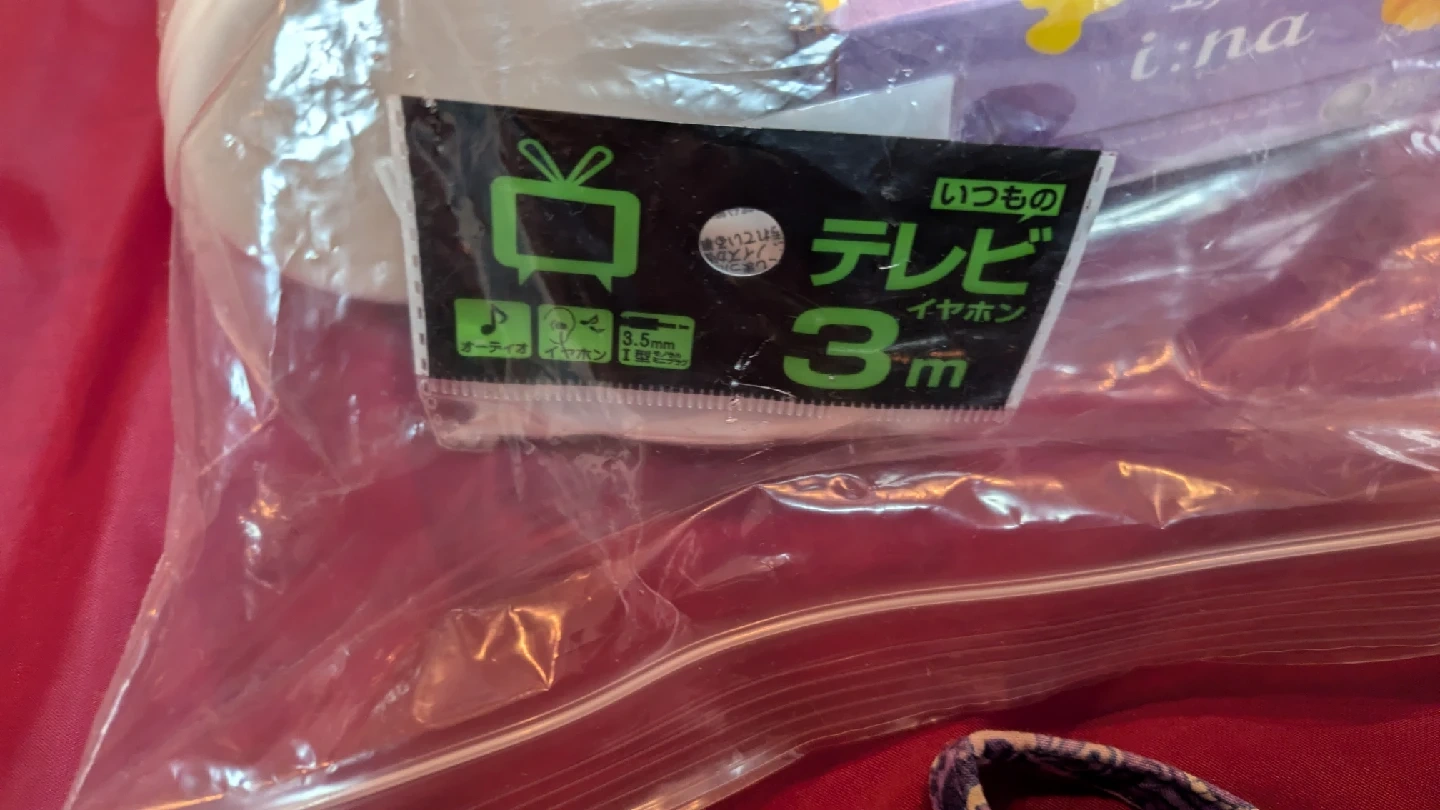 i:na
いつもの
テレビ
イヤホン
3m
オーディオ
イヤホン
3.5mm
I型